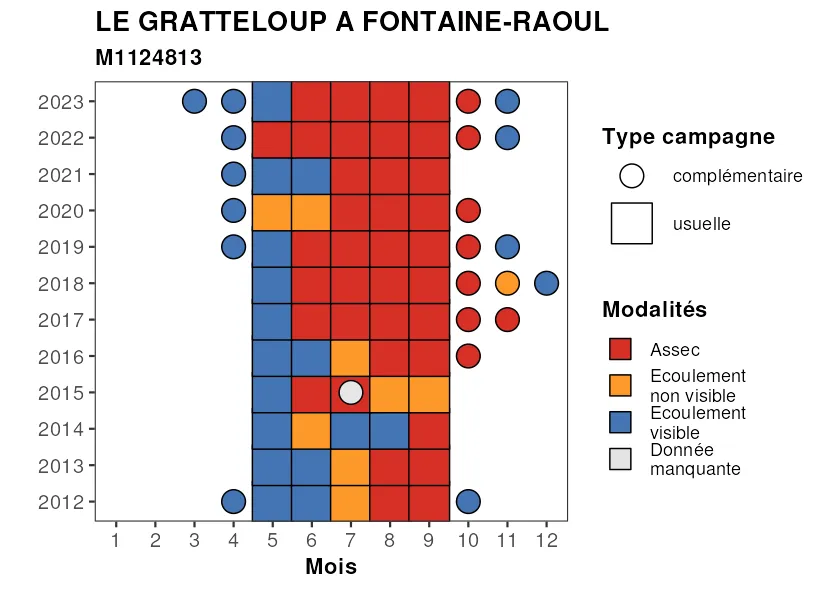 LE GRATTELOUP A FONTAINE-RAOUL
M1124813
2023
2022
2021
2020
2019
2018
2017
2016
2015
2014
2013
2012
1 2 3 4 5 6 7 8 9 10 11 12
Mois
Type campagne
complémentaire
usuelle
Modalités
Assec
Ecoulement
non visible
Ecoulement
visible
Donnée
manquante